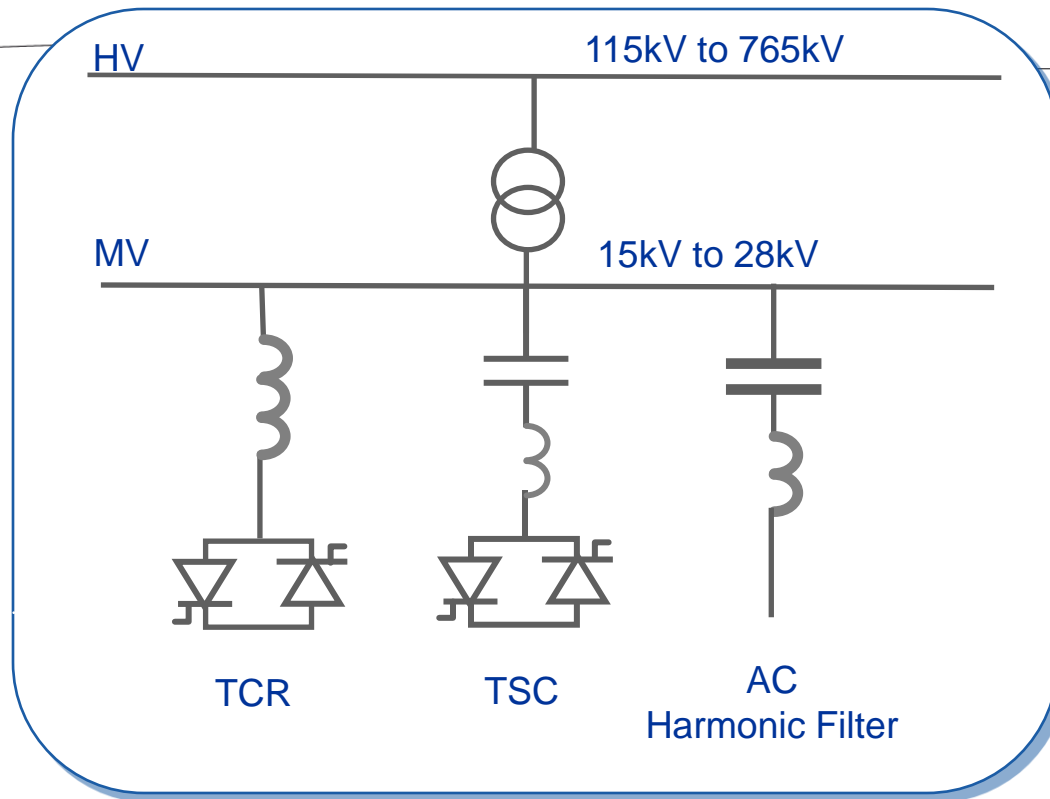 HV
115kV to 765kV
MV
15kV to 28kV
TCR
TSC
AC
Harmonic Filter